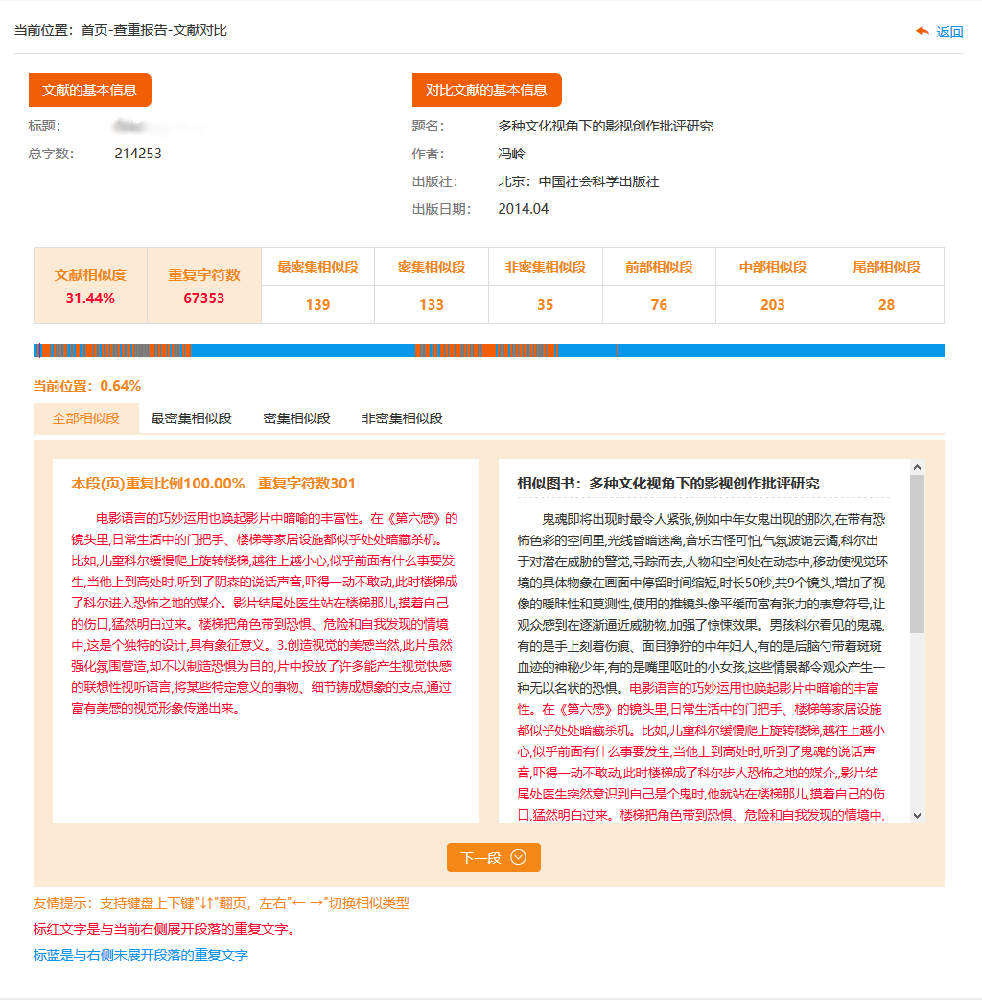 当前位置：首页-查重报告-文献对比
返回
文献的基本信息
对比文献的基本信息
标题：
题名：
多种文化视角下的影视创作批评研究
总字数：
214253
作者：
冯岭
出版社：
北京：中国社会科学出版社
出版日期：
2014.04
文献相似度
31.44%
重复字符数
67353
最密集相似段
密集相似段
非密集相似段
前部相似段
中部相似段
尾部相似段
139
133
35
76
203
28
当前位置：0.64%
全部相似段
最密集相似段
密集相似段
非密集相似段
本段(页)重复比例100.00% 重复字符数301
电影语言的巧妙运用也唤起影片中暗喻的丰富性。在《第六感》的
镜头里,日常生活中的门把手、楼梯等家居设施都似乎处处暗藏杀机。
比如,儿童科尔缓慢爬上旋转楼梯,越往上越小心,似乎前面有什么事要发
生,当他上到高处时,听到了阴森的说话声音,吓得一动不敢动,此时楼梯成
了科尔进入恐怖之地的媒介。影片结尾处医生站在楼梯那儿,摸着自己
的伤口,猛然明白过来。楼梯把角色带到恐惧、危险和自我发现的情境
中,这是个独特的设计,具有象征意义。3.创造视觉的美感当然,此片虽然
强化氛围营造,却不以制造恐惧为目的,片中投放了许多能产生视觉快感
的联想性视听语言,将某些特定意义的事物、细节铸成想象的支点,通过
富有美感的视觉形象传递出来。
相似图书：多种文化视角下的影视创作批评研究
鬼魂即将出现时最令人紧张,例如中年女鬼出现的那次,在带有恐
怖色彩的空间里,光线昏暗迷离,音乐古怪可怕,气氛波诡云谲,科尔出
于对潜在威胁的警觉,寻踪而去,人物和空间处在动态中,移动使视觉环
境的具体物象在画面中停留时间缩短,时长50秒,共9个镜头,增加了视
像的暧昧性和莫测性,使用的推镜头像平缓而富有张力的表意符号,让
观众感到在逐渐逼近威胁物,加强了惊悚效果。男孩科尔看见的鬼魂,
有的是手上刻着伤痕、面目狰狞的中年妇人,有的是后脑勺带着斑斑
血迹的神秘少年,有的是嘴里呕吐的小女孩,这些情景都令观众产生一
种无以名状的恐惧。电影语言的巧妙运用也唤起影片中暗喻的丰富
性。在《第六感》的镜头里,日常生活中的门把手、楼梯等家居设施
都似乎处处暗藏杀机。比如,儿童科尔缓慢爬上旋转楼梯,越往上越小
心,似乎前面有什么事要发生,当他上到高处时,听到了鬼魂的说话声
音,吓得一动不敢动,此时楼梯成了科尔步人恐怖之地的媒介,,影片结
尾处医生突然意识到自己是个鬼时,他就站在楼梯那儿,摸着自己的伤
口,猛然明白过来。楼梯把角色带到恐惧、危险和自我发现的情境中,
下一段
友情提示：支持键盘上下键"↓↑"翻页，左右"← →"切换相似类型
标红文字是与当前右侧展开段落的重复文字。
标蓝是与右侧未展开段落的重复文字